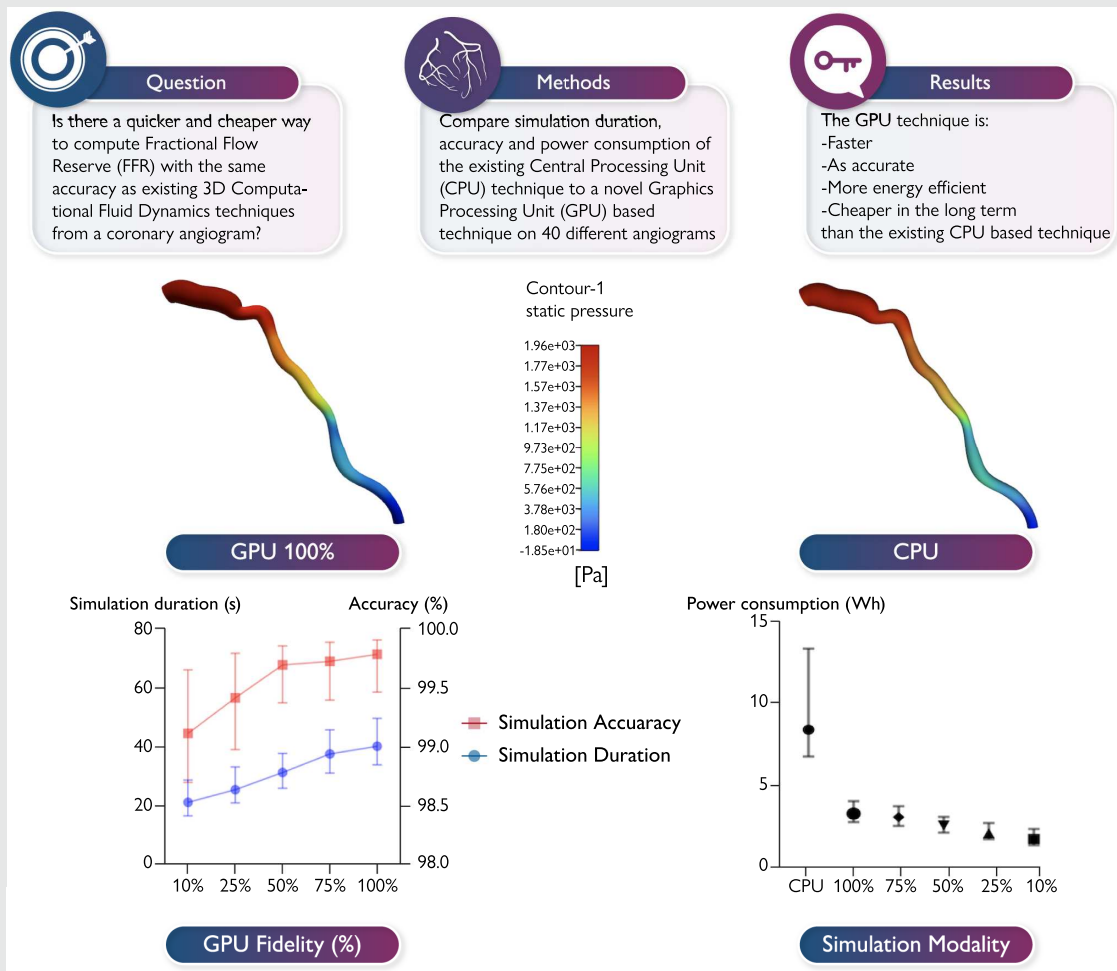 Question
Is there a quicker and cheaper way
to compute Fractional Flow
Reserve (FFR) with the same
accuracy as existing 3D Computa-
tional Fluid Dynamics techniques
from a coronary angiogram?
Methods
Compare simulation duration,
accuracy and power consumption of
the existing Central Processing Unit
(CPU) technique to a novel Graphics
Processing Unit (GPU) based
technique on 40 different angiograms
Results
The GPU technique is:
-Faster
-As accurate
-More energy efficient
-Cheaper in the long term
than the existing CPU based technique
Contour-1
static pressure
1.96e+03
1.77e+03
1.57e+03
1.37e+03
1.17e+03
9.73e+02
7.75e+02
5.76e+02
3.78e+03
1.80e+02
-1.85e+01
[Pa]
GPU 100%
CPU
Simulation duration (s)
Accuracy (%)
80
60
40
20
0
100.0
99.5
99.0
98.5
98.0
10% 25% 50% 75% 100%
Simulation Accuaracy
Simulation Duration
GPU Fidelity (%)
Power consumption (Wh)
15
10
5
0
CPU 100% 75% 50% 25% 10%
Simulation Modality